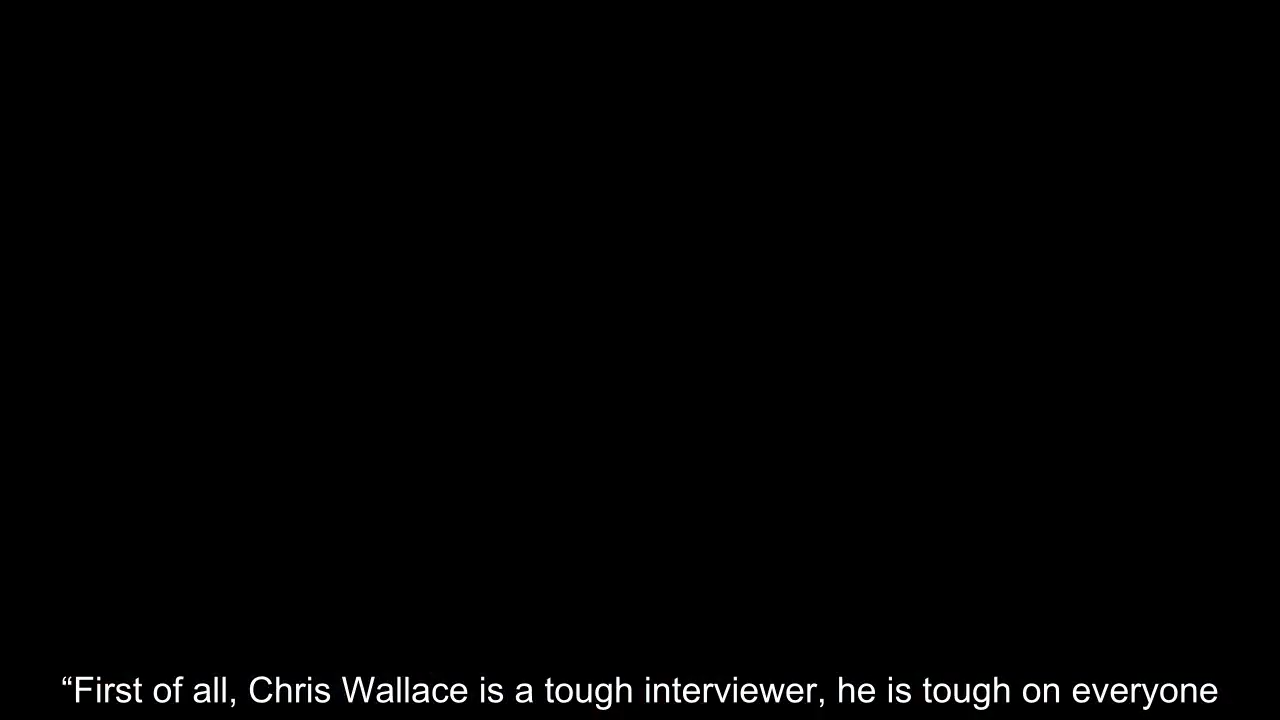 “First of all, Chris Wallace is a tough interviewer, he is tough on everyone